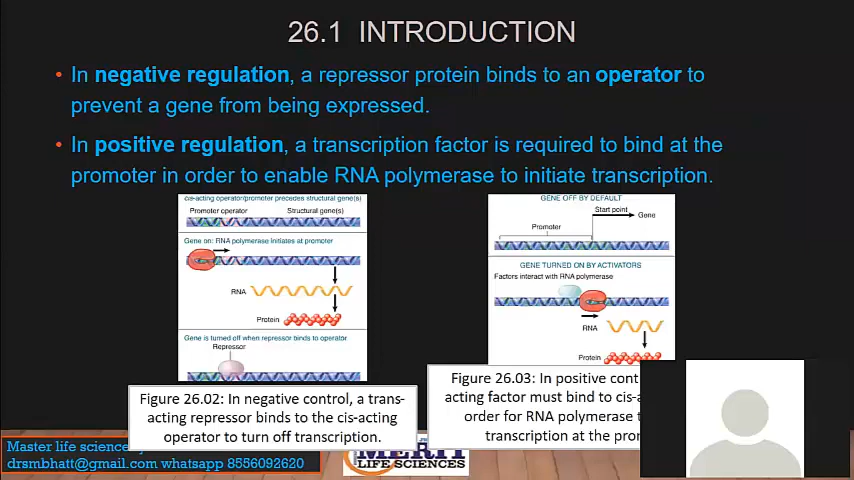 26.1 INTRODUCTION
• In negative regulation, a repressor protein binds to an operator to
prevent a gene from being expressed.
• In positive regulation, a transcription factor is required to bind at the
promoter in order to enable RNA polymerase to initiate transcription.
cis-acting operator/promoter precedes structural gene(s)
Promoter operator
Structural gene(s)
Gene on: RNA polymerase initiates at promoter
RNA
Protein
Gene is turned off when repressor binds to operator
Repressor
Figure 26.02: In negative control, a trans-
acting repressor binds to the cis-acting
operator to turn off transcription.
GENE OFF BY DEFAULT
Start point
Gene
Promoter
GENE TURNED ON BY ACTIVATORS
Factors interact with RNA polymerase
RNA
Protein
Figure 26.03: In positive
acting factor must bind to
order for RNA polymerase
transcription at the
Master life
drsmbhatt@gmail.com whatsapp 8556092620
MERIT
LIFE SCIENCES